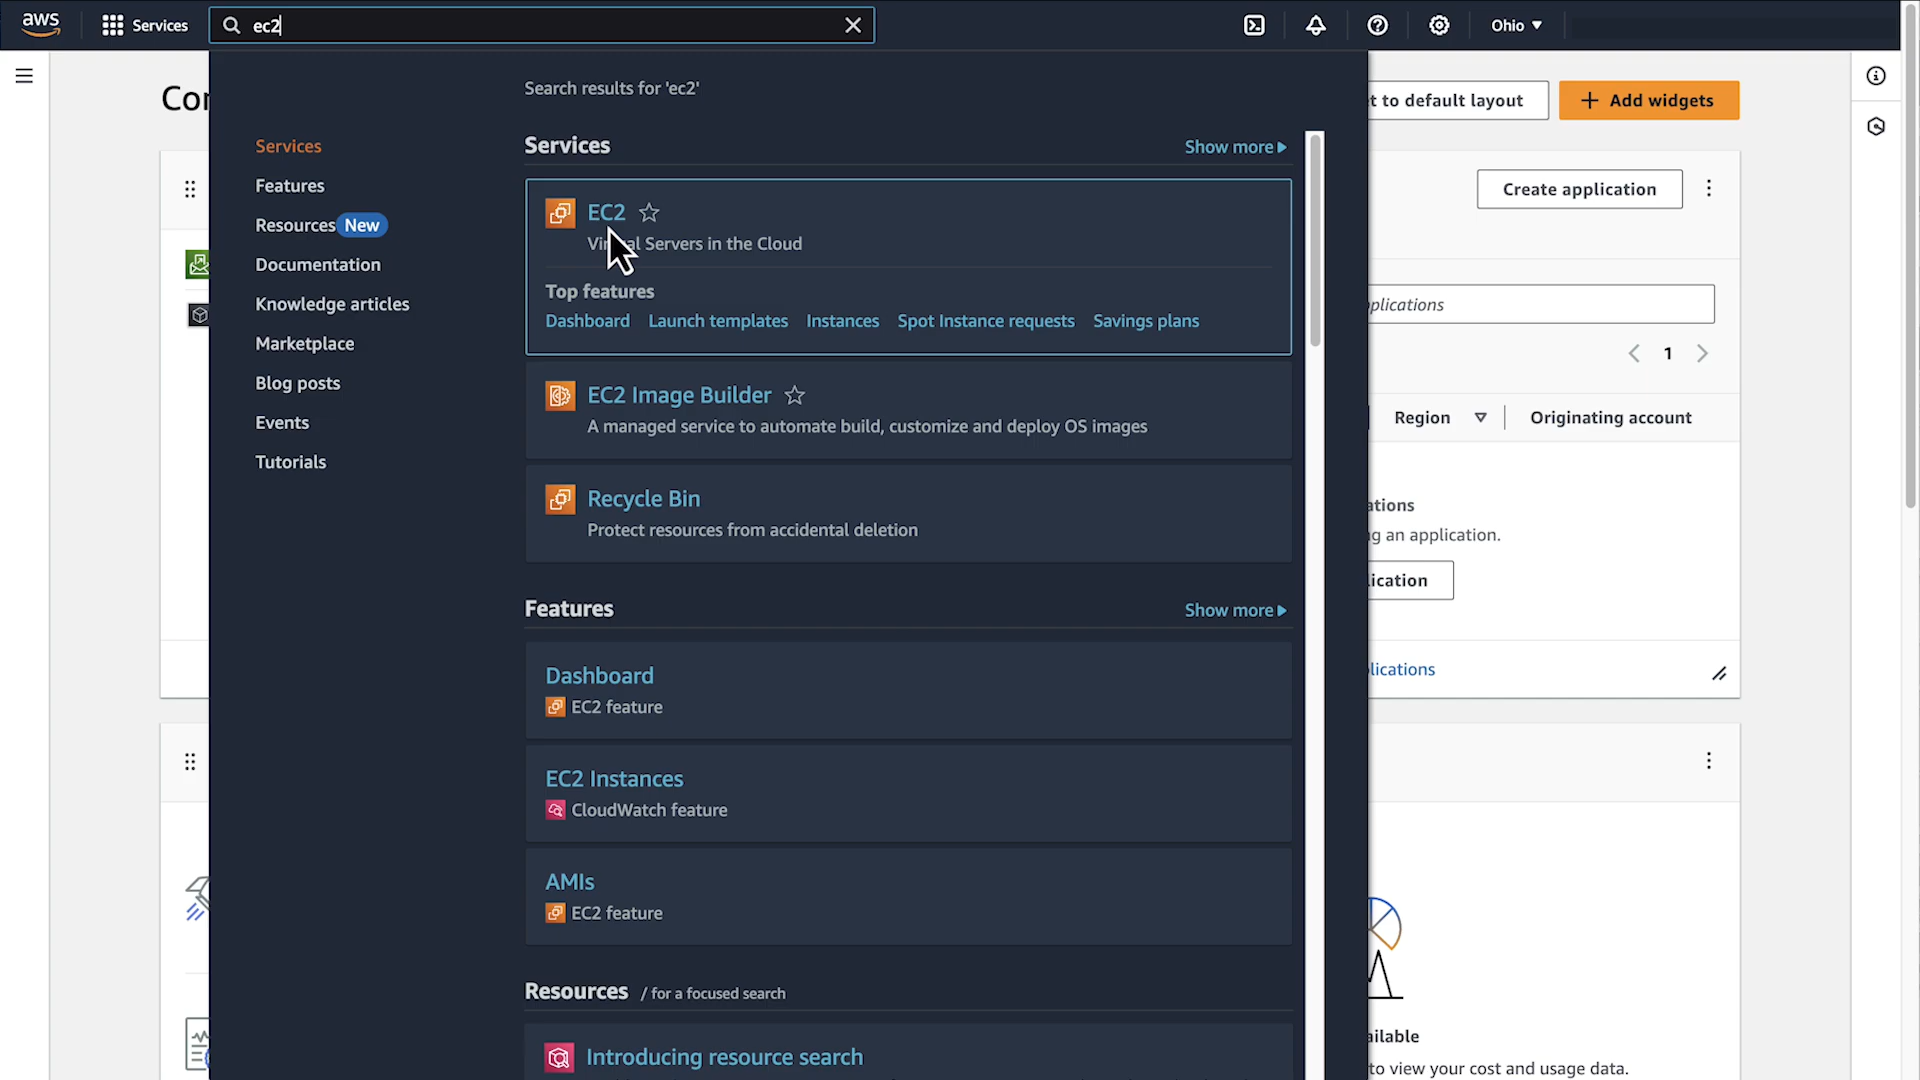 aws
Services
ec2
Ohio
Cor
t to default layout
Add widgets
Search results for 'ec2'
Services
Features
Resources New
Documentation
Knowledge articles
Marketplace
Blog posts
Events
Tutorials
Services
Show more
EC2
Virtual Servers in the Cloud
Top features
Dashboard Launch templates Instances Spot Instance requests Savings plans
EC2 Image Builder
A managed service to automate build, customize and deploy OS images
Recycle Bin
Protect resources from accidental deletion
Features
Show more
Dashboard
EC2 feature
EC2 Instances
CloudWatch feature
AMIs
EC2 feature
Resources / for a focused search
Introducing resource search
Create application
plications
1
Region
Originating account
ations
g an application.
lication
lications
ailable
to view your cost and usage data.